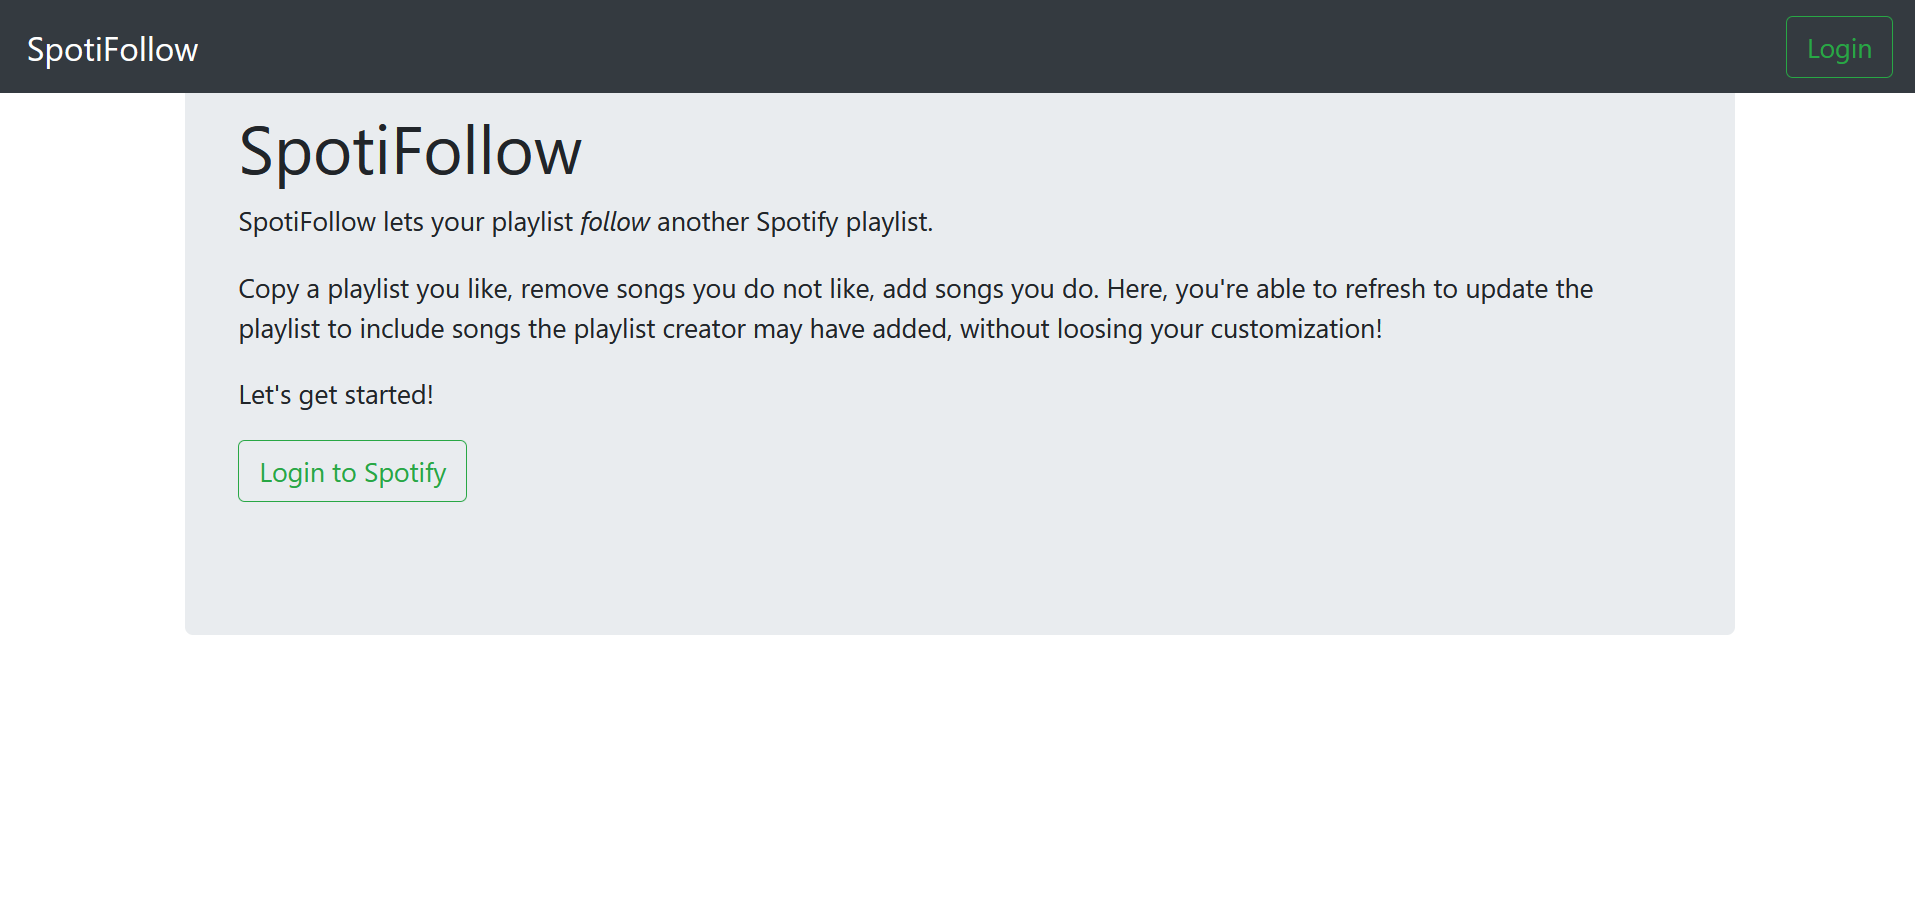 SpotiFollow
Login
SpotiFollow
SpotiFollow lets your playlist follow another Spotify playlist.
Copy a playlist you like, remove songs you do not like, add songs you do. Here, you're able to refresh to update the
playlist to include songs the playlist creator may have added, without loosing your customization!
Let's get started!
Login to Spotify